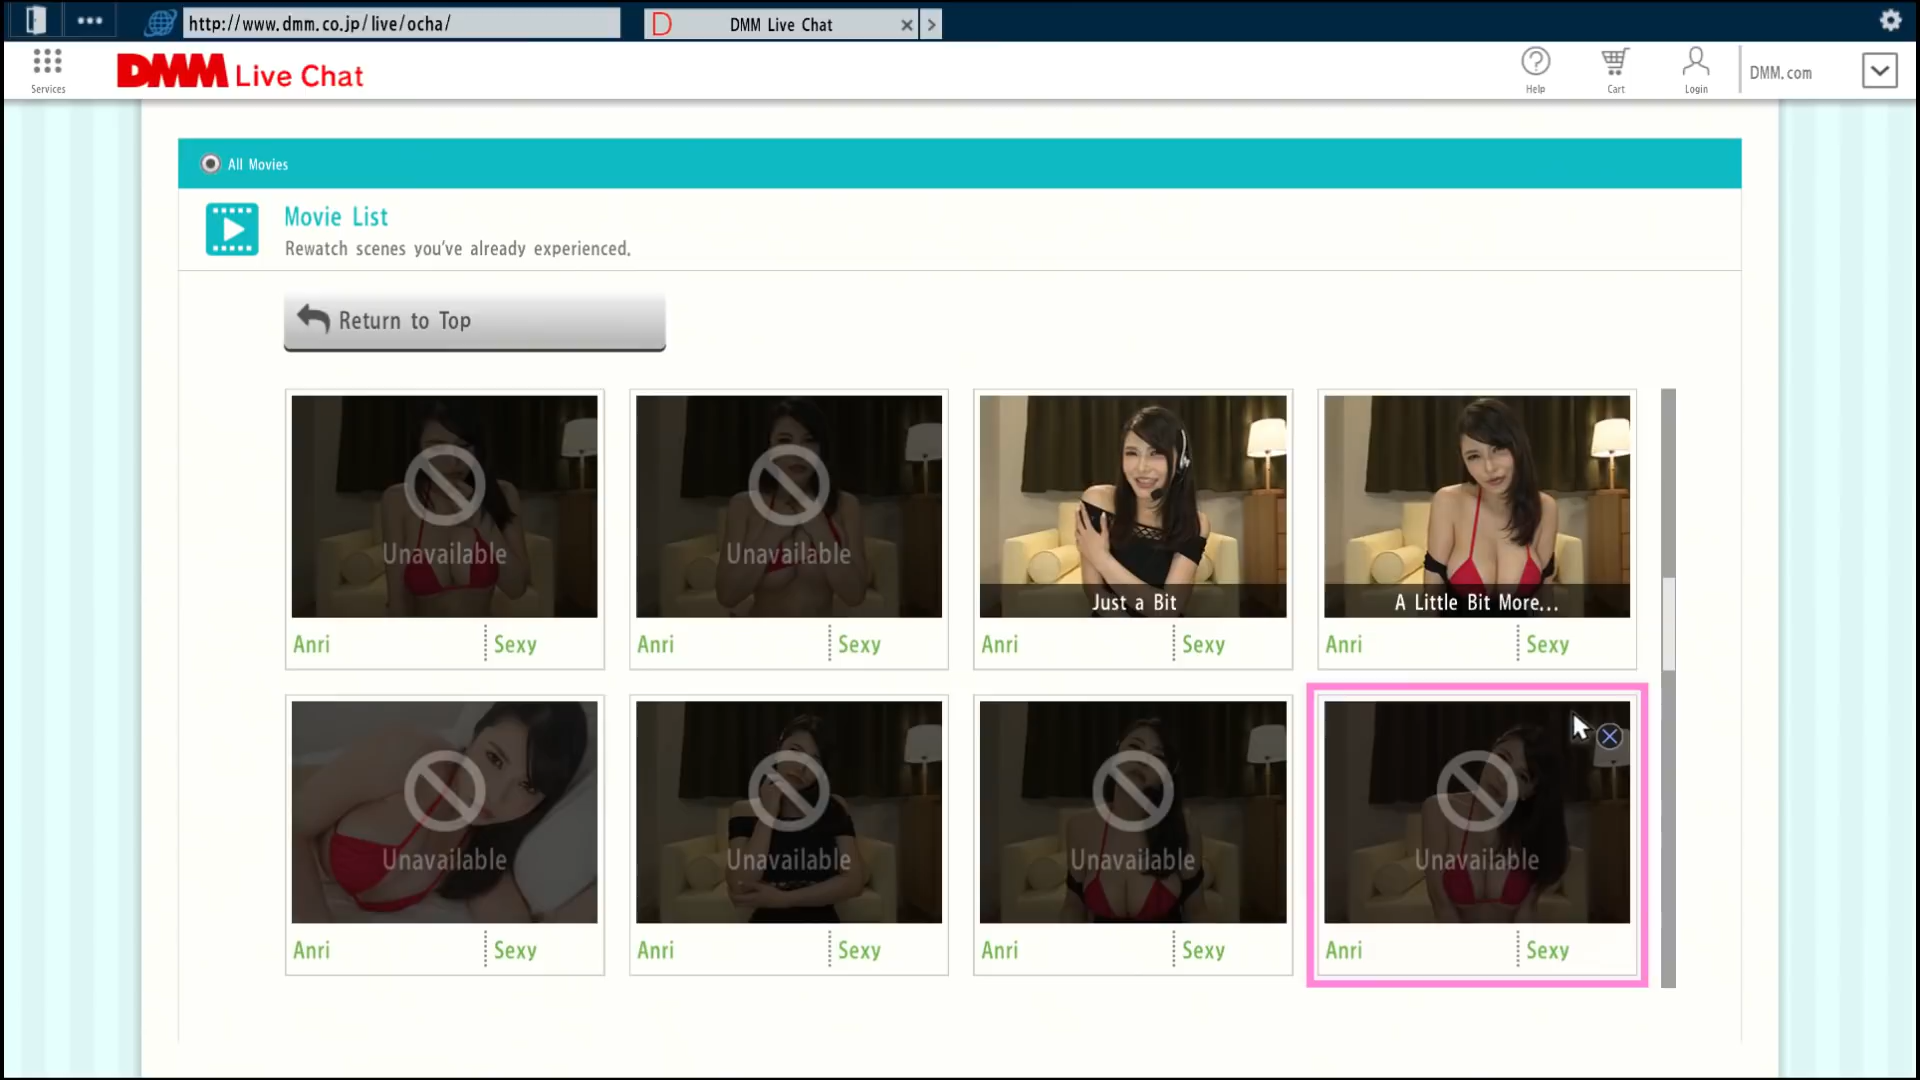 http://www.dmm.co.jp/live/ocha/
D DMM Live Chat
Services
DMM Live Chat
Help
Cart
Login
DMM.com
All Movies
Movie List
Rewatch scenes you've already experienced.
Return to Top
Unavailable
Unavailable
Just a Bit
A Little Bit More...
Anri Sexy
Anri Sexy
Anri Sexy
Anri Sexy
Unavailable
Unavailable
Unavailable
Unavailable
Anri Sexy
Anri Sexy
Anri Sexy
Anri Sexy